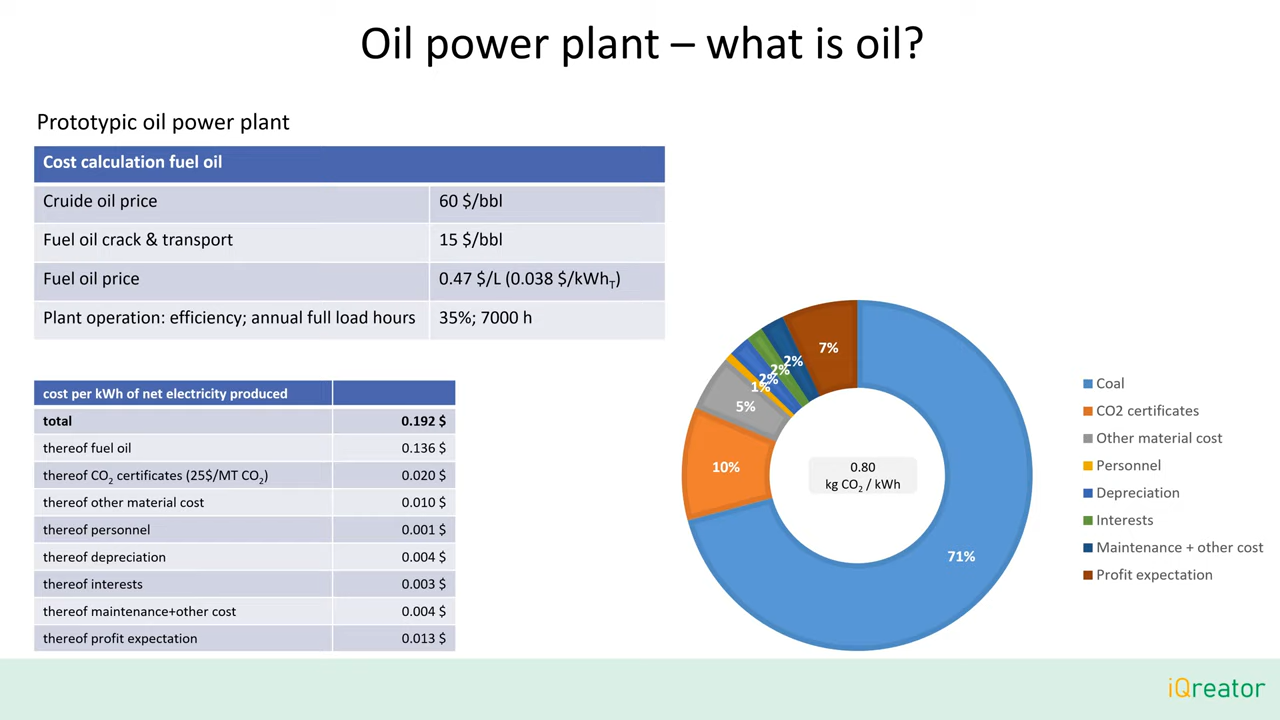 Oil power plant – what is oil?
Prototypic oil power plant
Cost calculation fuel oil
Cruide oil price 60 $/bbl
Fuel oil crack & transport 15 $/bbl
Fuel oil price 0.47 $/L (0.038 $/kWhT)
Plant operation: efficiency; annual full load hours 35%; 7000 h
cost per kWh of net electricity produced
total 0.192 $
thereof fuel oil 0.136 $
thereof CO2 certificates (25$/MT CO2) 0.020 $
thereof other material cost 0.010 $
thereof personnel 0.001 $
thereof depreciation 0.004 $
thereof interests 0.003 $
thereof maintenance+other cost 0.004 $
thereof profit expectation 0.013 $
7%
2%
2%
2%
1%
5%
10%
71%
0.80
kg CO2 / kWh
Coal
CO2 certificates
Other material cost
Personnel
Depreciation
Interests
Maintenance + other cost
Profit expectation
iQreator